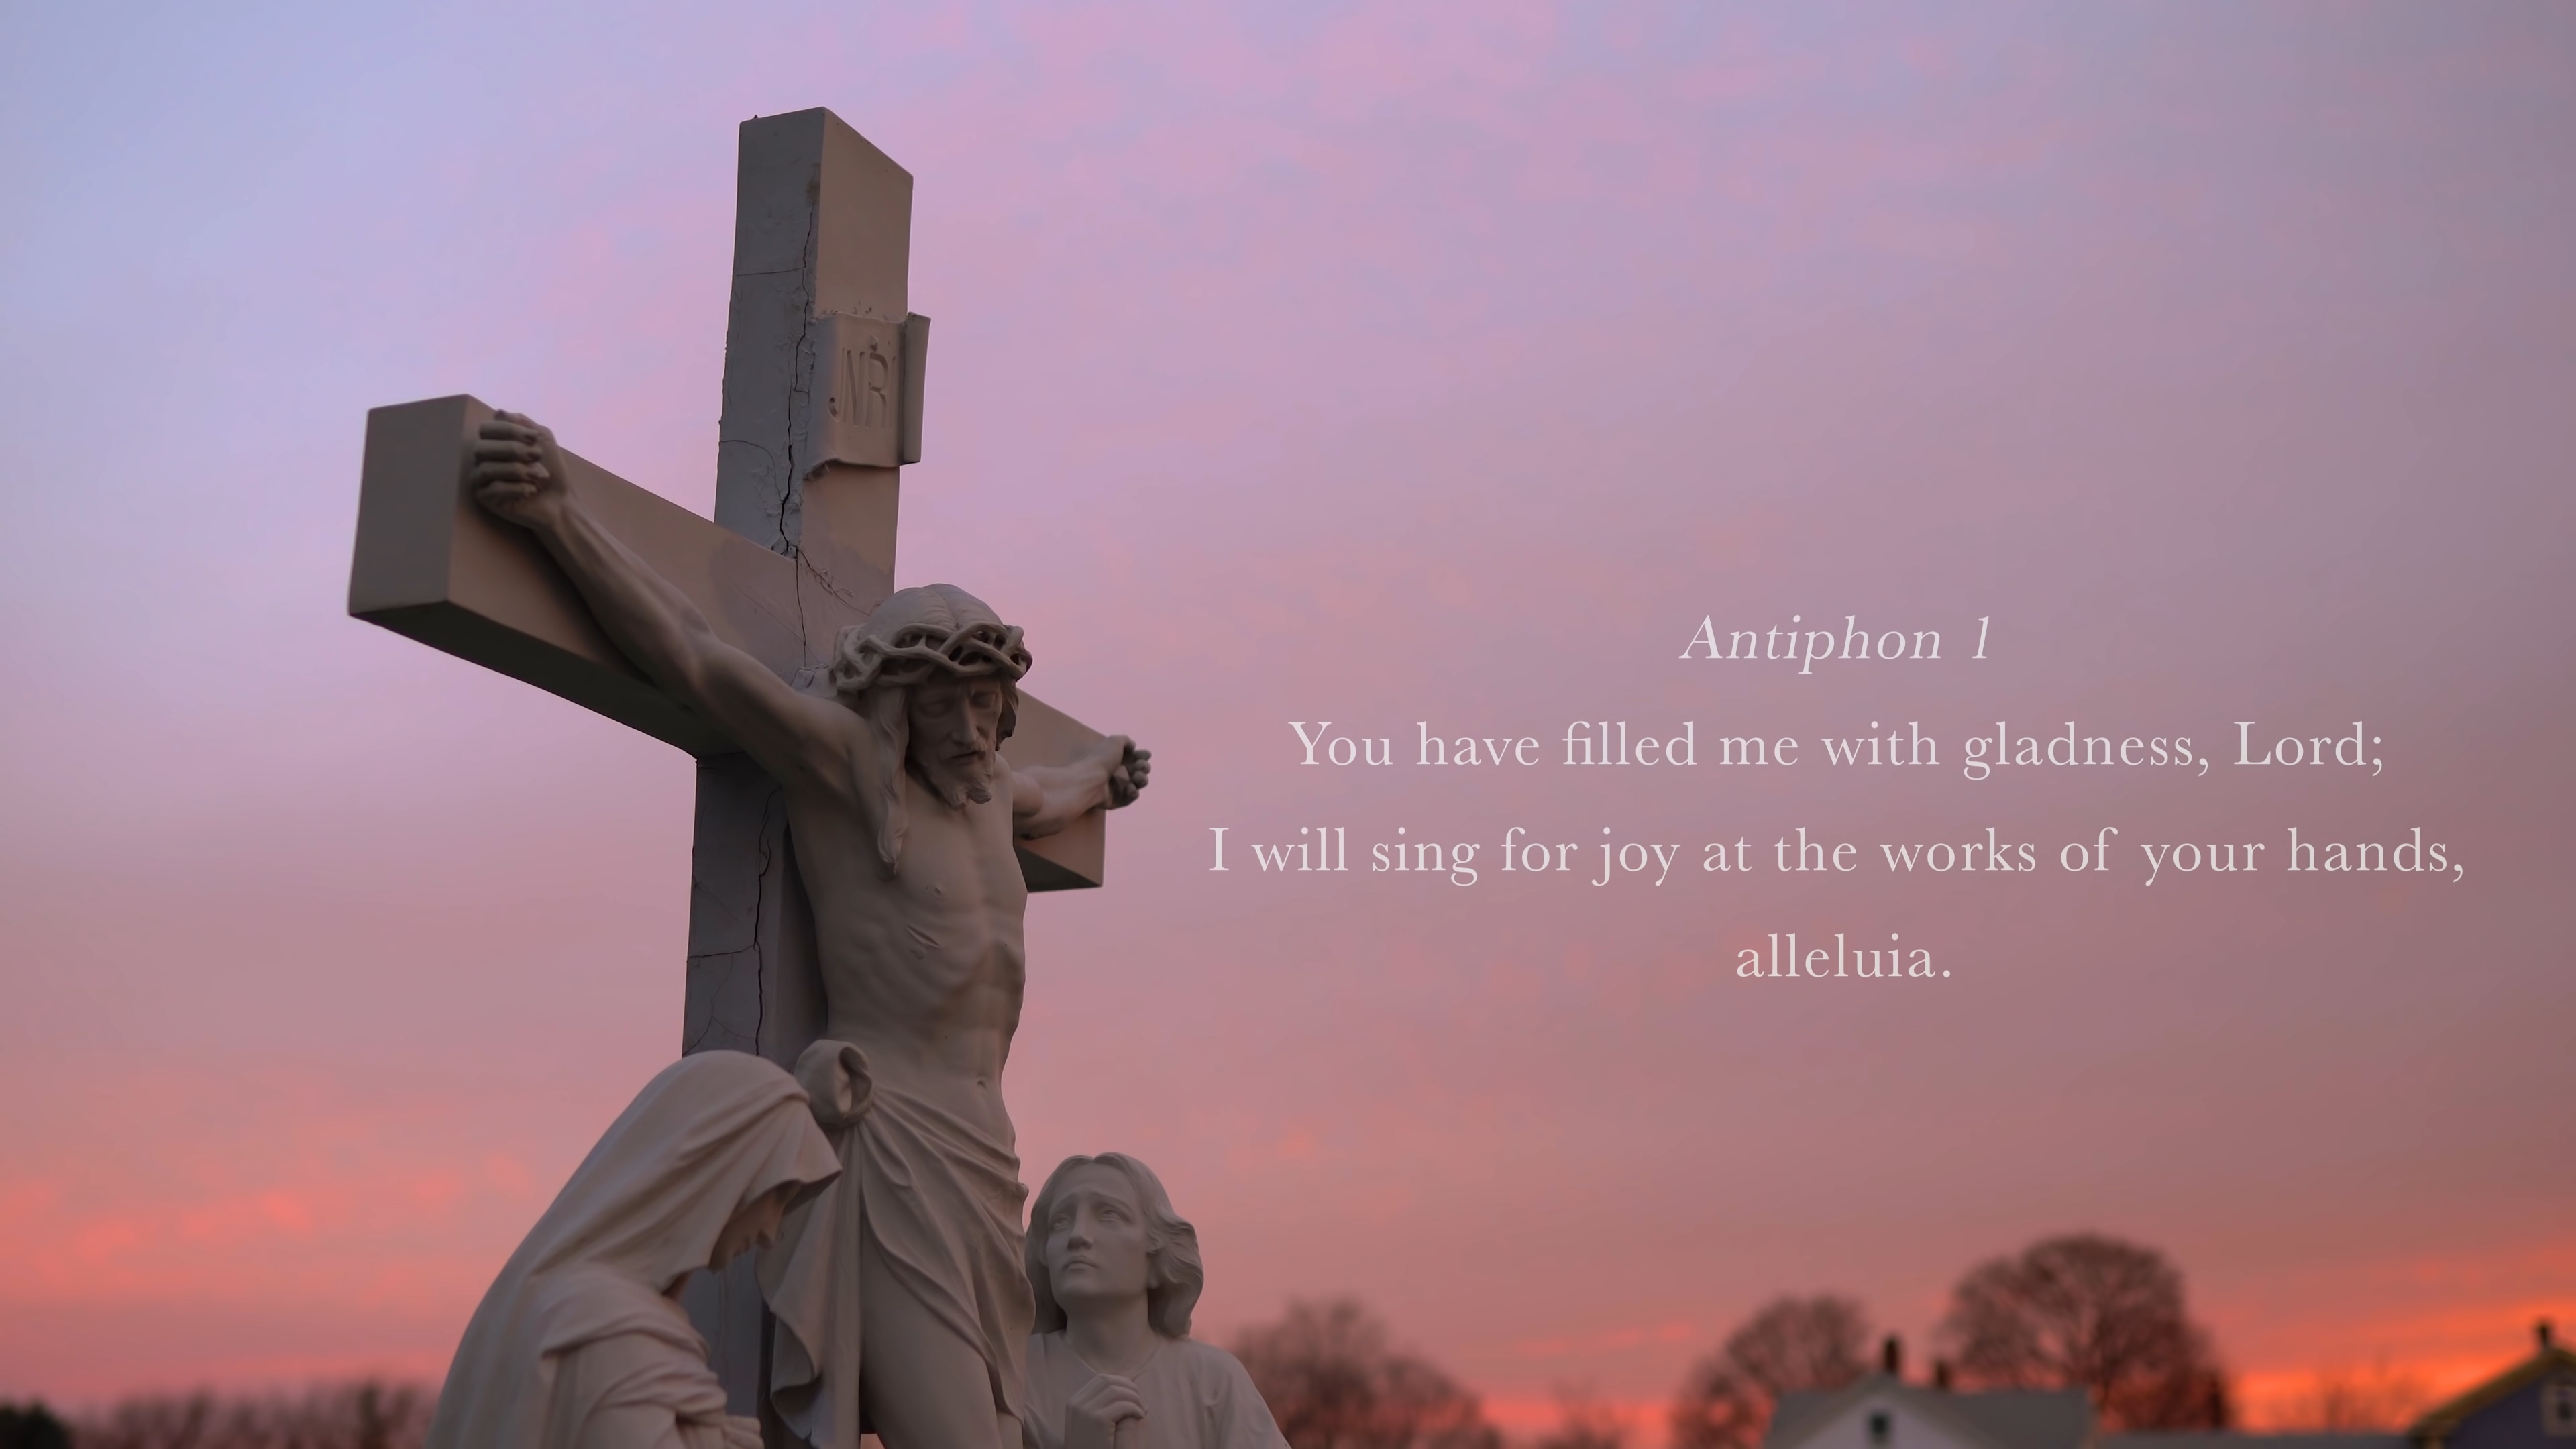 JNRI
Antiphon 1
You have filled me with gladness, Lord;
I will sing for joy at the works of your hands,
alleluia.